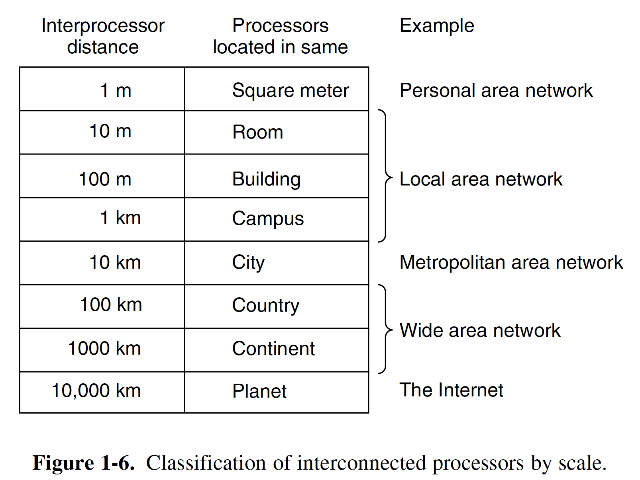 Interprocessor distance Processors located in same Example
1 m Square meter Personal area network
10 m Room
100 m Building Local area network
1 km Campus
10 km City Metropolitan area network
100 km Country
Wide area network
1000 km Continent
10,000 km Planet The Internet
Figure 1-6. Classification of interconnected processors by scale.